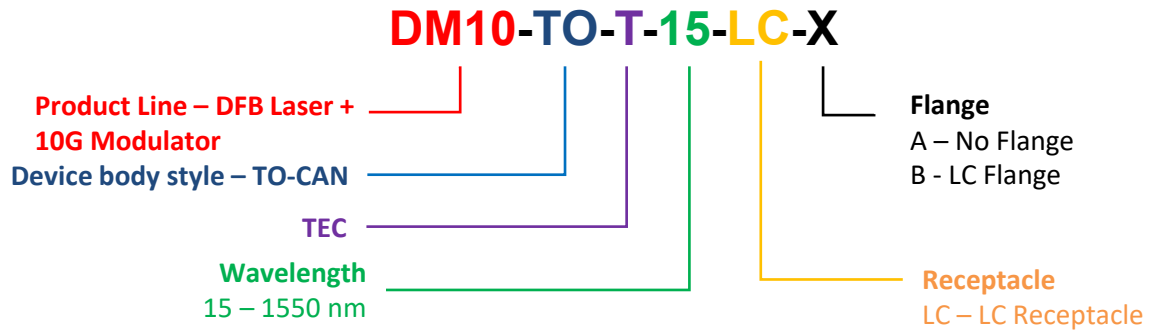 DM10-TO-T-15-LC-X
Product Line – DFB Laser +
10G Modulator
Device body style – TO-CAN
TEC
Wavelength
15 – 1550 nm
Flange
A – No Flange
B - LC Flange
Receptacle
LC – LC Receptacle